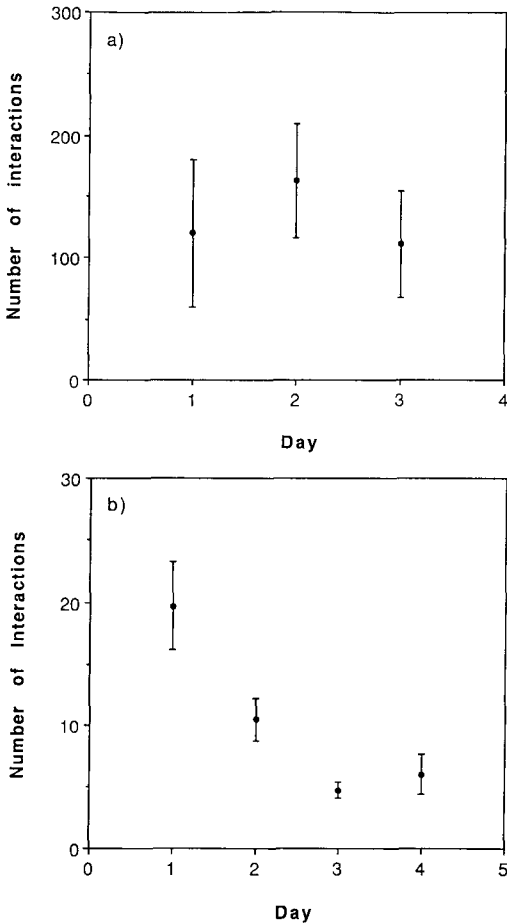 300
a)
200
100
0
Number of interactions
0 1 2 3 4
Day
30
b)
20
10
0
Number of Interactions
0 1 2 3 4 5
Day